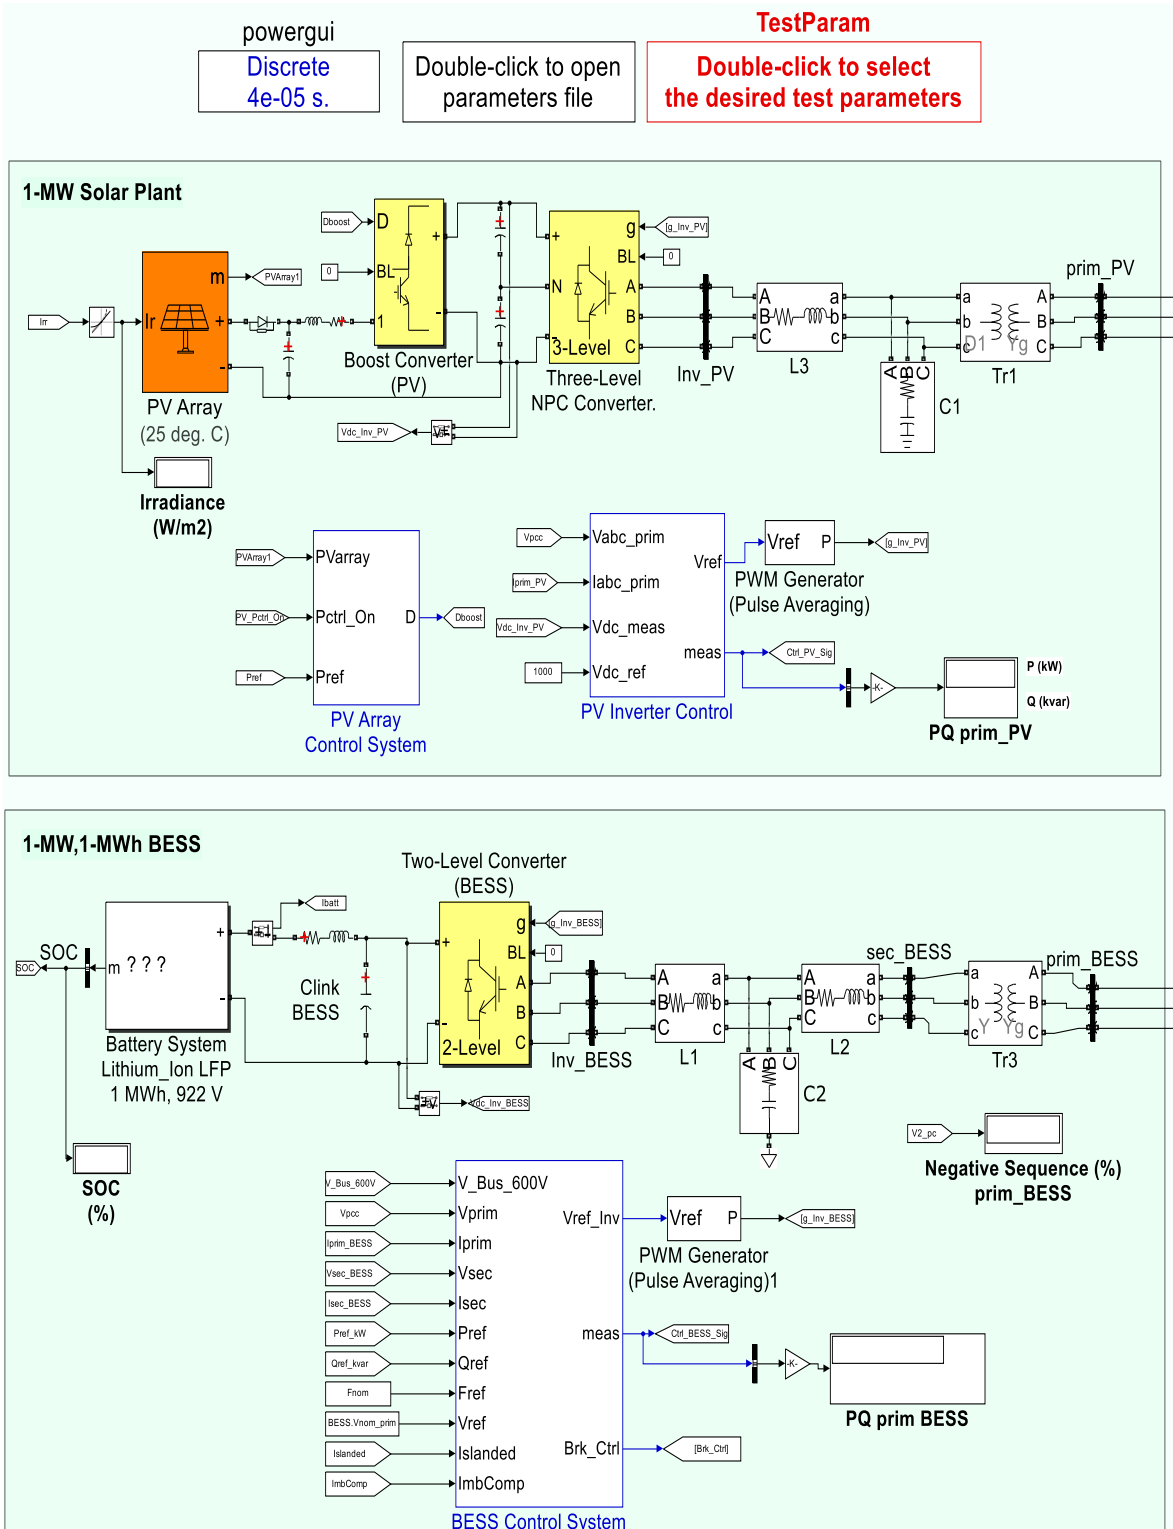 powergui
Discrete
4e-05 s.
Double-click to open
parameters file
TestParam
Double-click to select
the desired test parameters
1-MW Solar Plant
Irr
Ir
m
+
-
PVArray1
PV Array
(25 deg. C)
Irradiance
(W/m2)
Dboost
0
D
BL
1
+
-
Boost Converter
(PV)
Vdc_Inv_PV
+
N
-
g
BL
A
B
C
3-Level
Three-Level
NPC Converter.
[g_Inv_PV]
0
Inv_PV
A
B
C
a
b
c
L3
A
B
C
C1
a
b
c
A
B
C
D1
Yg
Tr1
prim_PV
PVArray1
PV_Pctrl_On
Pref
PVarray
Pctrl_On
Pref
D
Dboost
PV Array
Control System
Vpcc
Iprim_PV
Vdc_Inv_PV
1000
Vabc_prim
Iabc_prim
Vdc_meas
Vdc_ref
Vref
meas
PV Inverter Control
Vref
P
PWM Generator
(Pulse Averaging)
[g_Inv_PV]
Ctrl_PV_Sig
-K-
P (kW)
Q (kvar)
PQ prim_PV
1-MW,1-MWh BESS
SOC
SOC
m
? ? ?
+
-
Battery System
Lithium_Ion LFP
1 MWh, 922 V
SOC
(%)
Ibatt
Clink
BESS
Two-Level Converter
(BESS)
+
-
g
BL
A
B
C
2-Level
[g_Inv_BESS]
0
Vdc_Inv_BESS
Inv_BESS
A
B
C
a
b
c
L1
A
B
C
C2
A
B
C
a
b
c
L2
sec_BESS
a
b
c
A
B
C
Y
Yg
Tr3
prim_BESS
V2_pc
Negative Sequence (%)
prim_BESS
V_Bus_600V
Vpcc
Iprim_BESS
Vsec_BESS
Isec_BESS
Pref_kW
Qref_kvar
Fnom
BESS.Vnom_prim
Islanded
ImbComp
V_Bus_600V
Vprim
Iprim
Vsec
Isec
Pref
Qref
Fref
Vref
Islanded
ImbComp
Vref_Inv
meas
Brk_Ctrl
BESS Control System
Vref
P
PWM Generator
(Pulse Averaging)1
[g_Inv_BESS]
Ctrl_BESS_Sig
-K-
PQ prim BESS
[Brk_Ctrl]